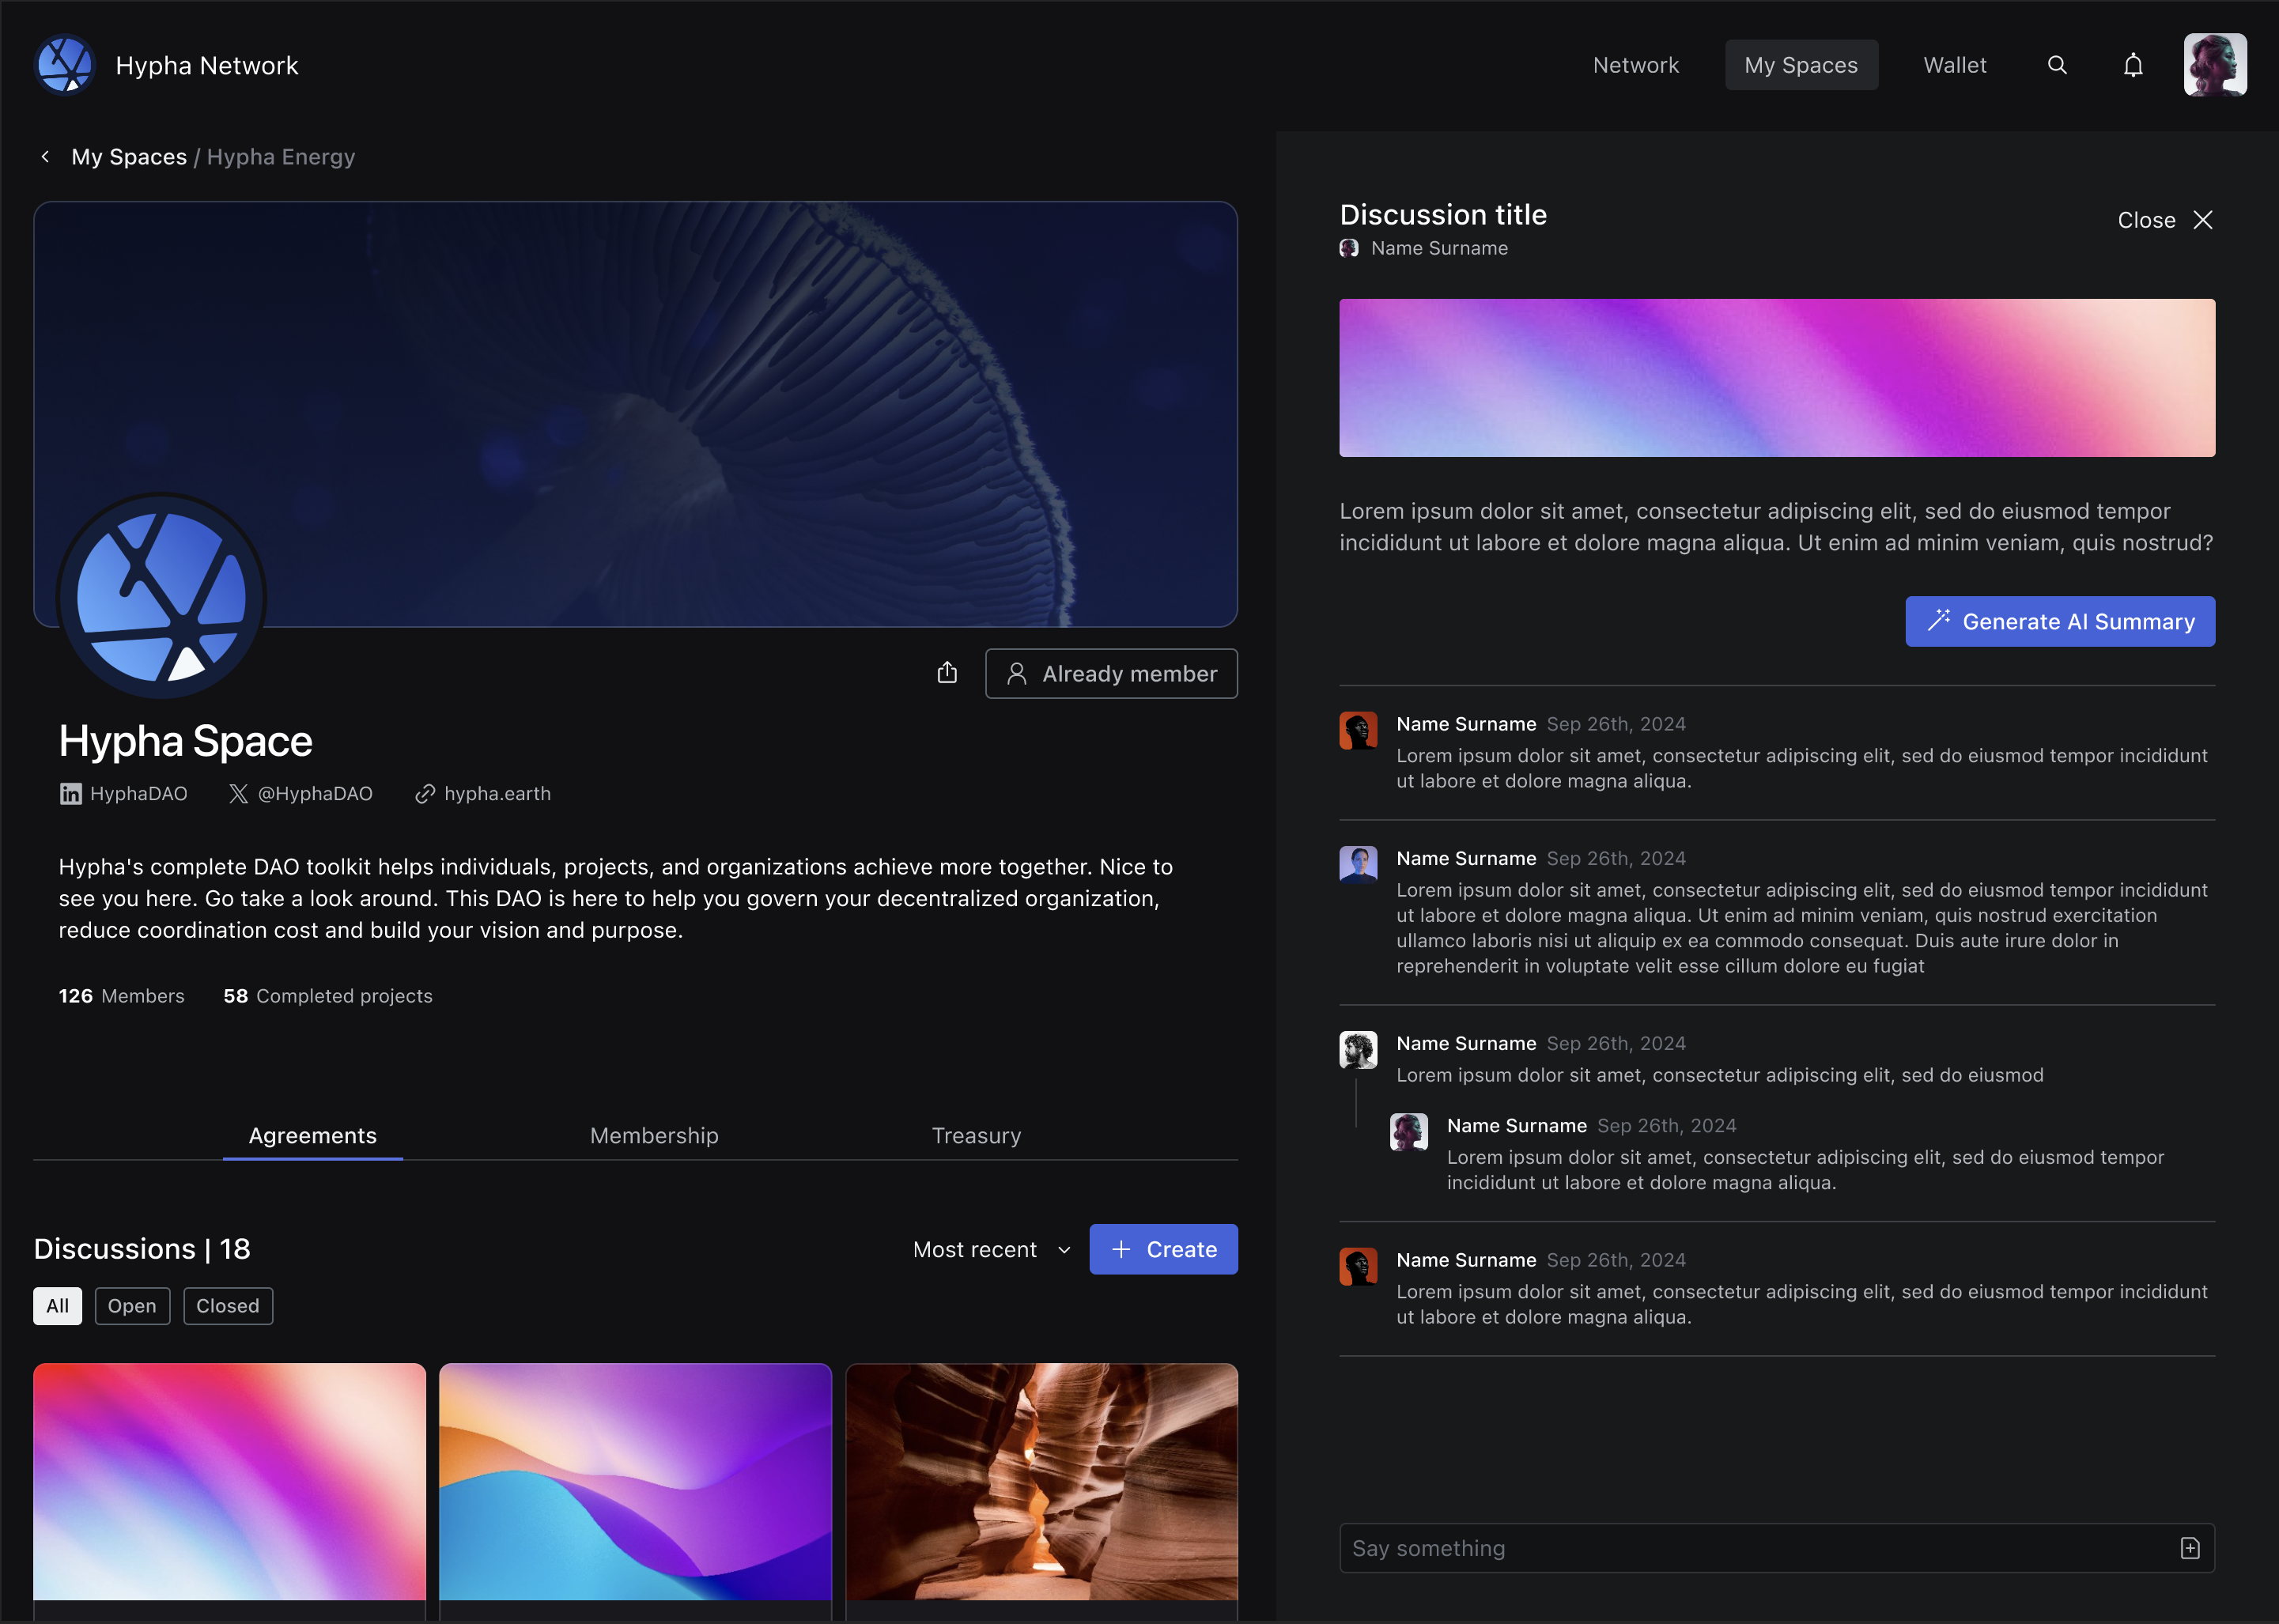 Hypha Network
Network
My Spaces
Wallet
My Spaces / Hypha Energy
Already member
Hypha Space
HyphaDAO
@HyphaDAO
hypha.earth
Hypha's complete DAO toolkit helps individuals, projects, and organizations achieve more together. Nice to
see you here. Go take a look around. This DAO is here to help you govern your decentralized organization,
reduce coordination cost and build your vision and purpose.
126 Members
58 Completed projects
Agreements
Membership
Treasury
Discussions | 18
Most recent
Create
All
Open
Closed
Discussion title
Close
Name Surname
Lorem ipsum dolor sit amet, consectetur adipiscing elit, sed do eiusmod tempor
incididunt ut labore et dolore magna aliqua. Ut enim ad minim veniam, quis nostrud?
Generate AI Summary
Name Surname Sep 26th, 2024
Lorem ipsum dolor sit amet, consectetur adipiscing elit, sed do eiusmod tempor incididunt
ut labore et dolore magna aliqua.
Name Surname Sep 26th, 2024
Lorem ipsum dolor sit amet, consectetur adipiscing elit, sed do eiusmod tempor incididunt
ut labore et dolore magna aliqua. Ut enim ad minim veniam, quis nostrud exercitation
ullamco laboris nisi ut aliquip ex ea commodo consequat. Duis aute irure dolor in
reprehenderit in voluptate velit esse cillum dolore eu fugiat
Name Surname Sep 26th, 2024
Lorem ipsum dolor sit amet, consectetur adipiscing elit, sed do eiusmod
Name Surname Sep 26th, 2024
Lorem ipsum dolor sit amet, consectetur adipiscing elit, sed do eiusmod tempor
incididunt ut labore et dolore magna aliqua.
Name Surname Sep 26th, 2024
Lorem ipsum dolor sit amet, consectetur adipiscing elit, sed do eiusmod tempor incididunt
ut labore et dolore magna aliqua.
Say something